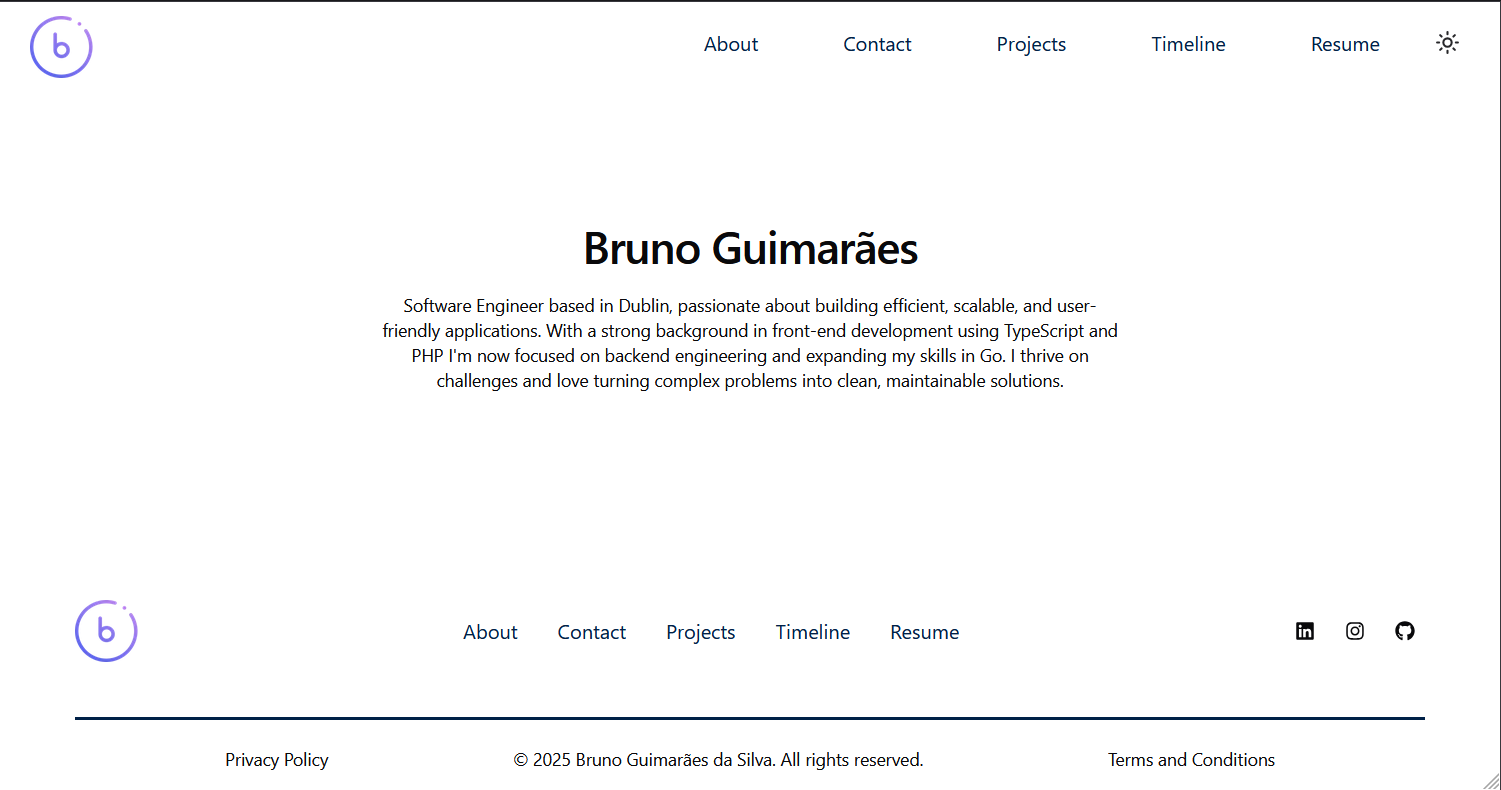 b
About Contact Projects Timeline Resume
Bruno Guimarães
Software Engineer based in Dublin, passionate about building efficient, scalable, and user-
friendly applications. With a strong background in front-end development using TypeScript and
PHP I'm now focused on backend engineering and expanding my skills in Go. I thrive on
challenges and love turning complex problems into clean, maintainable solutions.
b
About Contact Projects Timeline Resume
in
Privacy Policy © 2025 Bruno Guimarães da Silva. All rights reserved. Terms and Conditions